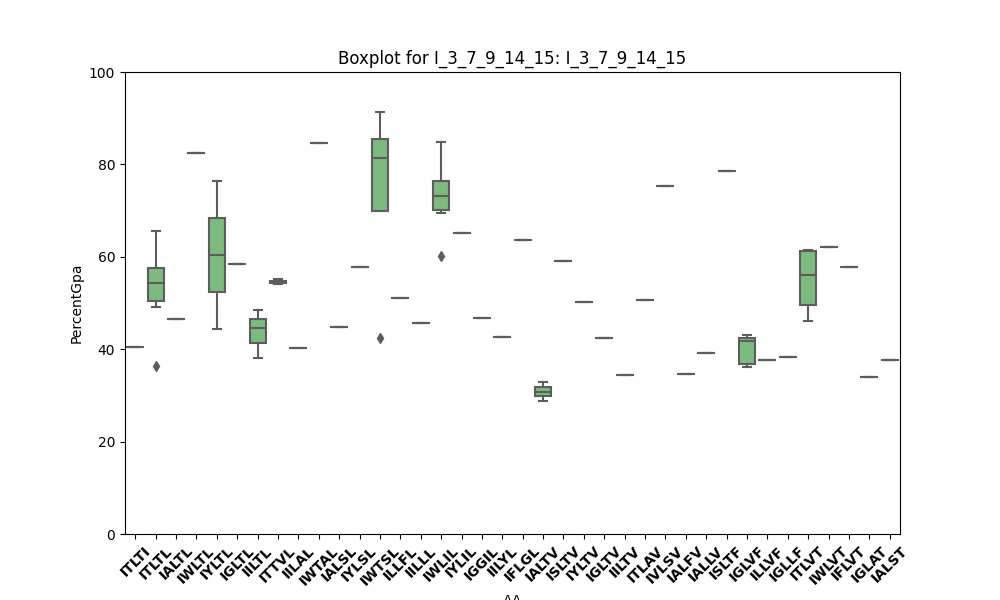 Boxplot for I_3_7_9_14_15: I_3_7_9_14_15
100
80
60
40
20
0
PercentGpa
ITLTI
ITLTL
IALTL
IWLTL
IYLTL
IGLTL
IILTL
ITTVL
IILAL
IWTAL
IALSL
IYLSL
IWTSL
ILLFL
IILLL
IWLIL
IYLIL
IGGIL
IILYL
IFLGL
IALTV
ISLTV
IYLTV
IGLTV
IILTV
ITLAV
IVLSV
IALFV
IALLV
ISLTF
IGLVF
ILLVF
IGLLF
ITLVT
IWLVT
IFLVT
IGLAT
IALST
AA